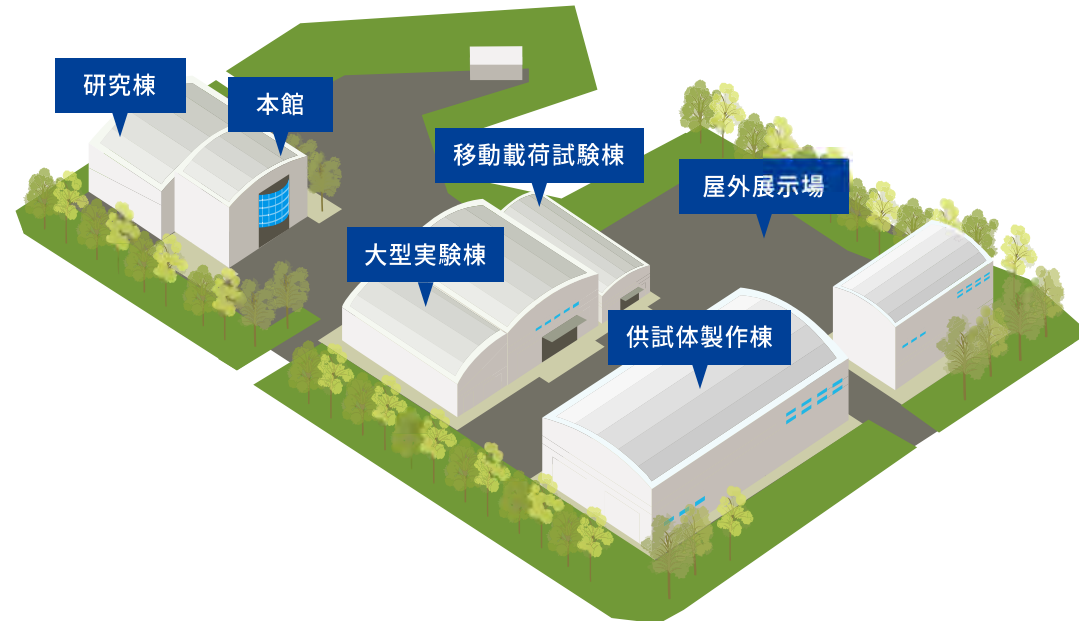 研究棟
本館
移動載荷試験棟
屋外展示場
大型実験棟
供試体製作棟